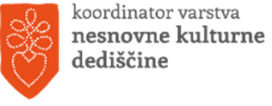 koordinator varstva
nesnovne kulturne
dediščine